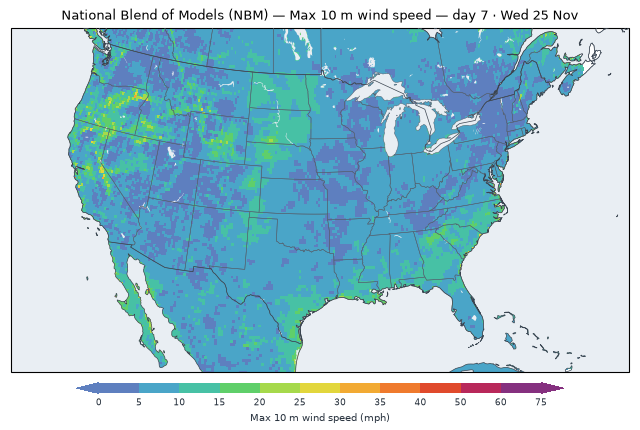 National Blend of Models (NBM) — Max 10 m wind speed — day 7 · Wed 25 Nov
0 5 10 15 20 25 30 35 40 50 60 75
Max 10 m wind speed (mph)